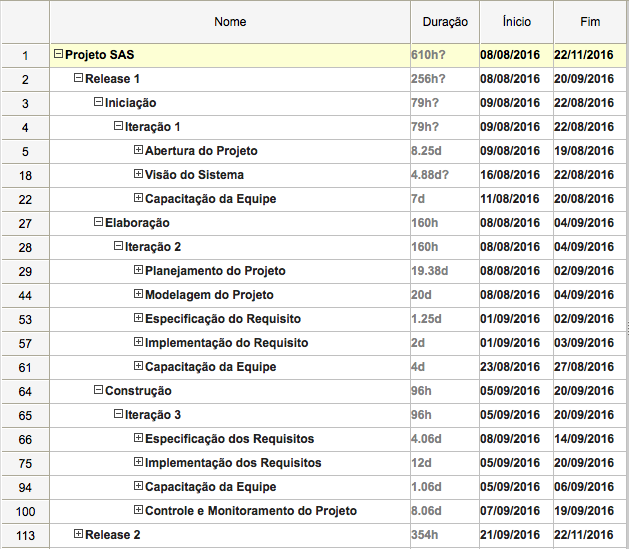 Nome Duração Ínicio Fim
1 Projeto SAS 610h? 08/08/2016 22/11/2016
2 Release 1 256h? 08/08/2016 20/09/2016
3 Iniciação 79h? 09/08/2016 22/08/2016
4 Iteração 1 79h? 09/08/2016 22/08/2016
5 Abertura do Projeto 8.25d 09/08/2016 19/08/2016
18 Visão do Sistema 4.88d? 16/08/2016 22/08/2016
22 Capacitação da Equipe 7d 11/08/2016 20/08/2016
27 Elaboração 160h 08/08/2016 04/09/2016
28 Iteração 2 160h 08/08/2016 04/09/2016
29 Planejamento do Projeto 19.38d 08/08/2016 02/09/2016
44 Modelagem do Projeto 20d 08/08/2016 04/09/2016
53 Especificação do Requisito 1.25d 01/09/2016 02/09/2016
57 Implementação do Requisito 2d 01/09/2016 03/09/2016
61 Capacitação da Equipe 4d 23/08/2016 27/08/2016
64 Construção 96h 05/09/2016 20/09/2016
65 Iteração 3 96h 05/09/2016 20/09/2016
66 Especificação dos Requisitos 4.06d 08/09/2016 14/09/2016
75 Implementação dos Requisitos 12d 05/09/2016 20/09/2016
94 Capacitação da Equipe 1.06d 05/09/2016 06/09/2016
100 Controle e Monitoramento do Projeto 8.06d 07/09/2016 19/09/2016
113 Release 2 354h 21/09/2016 22/11/2016